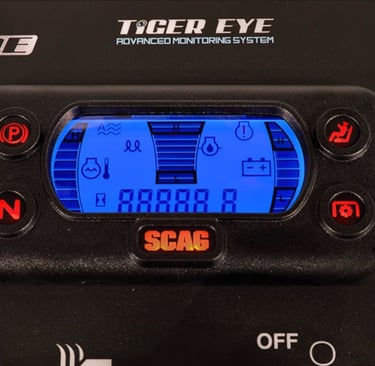 TIGER EYE
ADVANCED MONITORING SYSTEM
P
N
SCAG
OFF